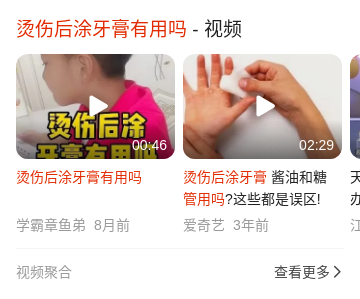 烫伤后涂牙膏有用吗 - 视频
烫伤后涂
牙膏有用吗
00:46
02:29
烫伤后涂牙膏有用吗
学霸章鱼弟 8月前
烫伤后涂牙膏 酱油和糖
管用吗?这些都是误区!
爱奇艺 3年前
天
办
江
视频聚合
查看更多